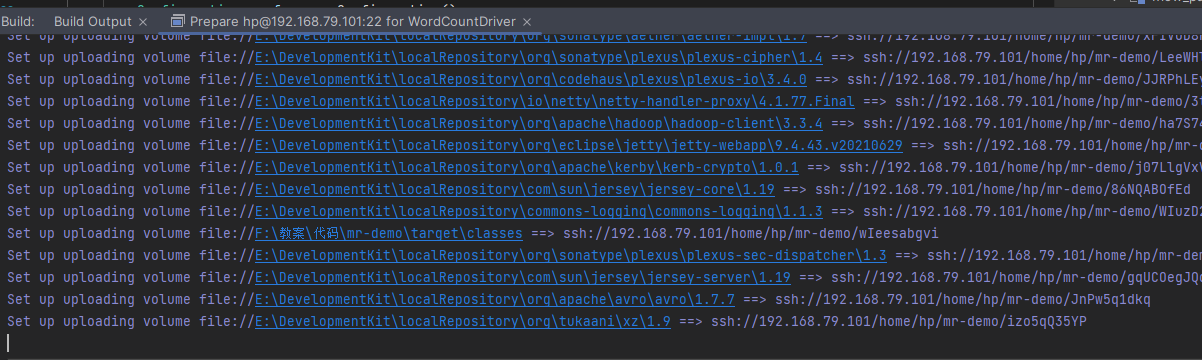 Build: Build Output × Prepare hp@192.168.79.101:22 for WordCountDriver ×
Set up uploading volume file://E:\DevelopmentKit\localRepository\org\sonatype\aether\aether-impl\1.7 ==> ssh://192.168.79.101/home/hp/mr-demo/
Set up uploading volume file://E:\DevelopmentKit\localRepository\org\sonatype\plexus\plexus-cipher\1.4 ==> ssh://192.168.79.101/home/hp/mr-demo/LeeWH
Set up uploading volume file://E:\DevelopmentKit\localRepository\org\codehaus\plexus\plexus-io\3.4.0 ==> ssh://192.168.79.101/home/hp/mr-demo/JJRPhLE
Set up uploading volume file://E:\DevelopmentKit\localRepository\io\netty\netty-handler-proxy\4.1.77.Final ==> ssh://192.168.79.101/home/hp/mr-demo/3
Set up uploading volume file://E:\DevelopmentKit\localRepository\org\apache\hadoop\hadoop-client\3.3.4 ==> ssh://192.168.79.101/home/hp/mr-demo/ha7S7
Set up uploading volume file://E:\DevelopmentKit\localRepository\org\eclipse\jetty\jetty-webapp\9.4.43.v20210629 ==> ssh://192.168.79.101/home/hp/mr-
Set up uploading volume file://E:\DevelopmentKit\localRepository\org\apache\kerby\kerb-crypto\1.0.1 ==> ssh://192.168.79.101/home/hp/mr-demo/j07LlgVx
Set up uploading volume file://E:\DevelopmentKit\localRepository\com\sun\jersey\jersey-core\1.19 ==> ssh://192.168.79.101/home/hp/mr-demo/86NQABOfEd
Set up uploading volume file://E:\DevelopmentKit\localRepository\commons-logging\commons-logging\1.1.3 ==> ssh://192.168.79.101/home/hp/mr-demo/WIuzD
Set up uploading volume file://F:\教案\代码\mr-demo\target\classes ==> ssh://192.168.79.101/home/hp/mr-demo/wIeesabgvi
Set up uploading volume file://E:\DevelopmentKit\localRepository\org\sonatype\plexus\plexus-sec-dispatcher\1.3 ==> ssh://192.168.79.101/home/hp/mr-dem
Set up uploading volume file://E:\DevelopmentKit\localRepository\com\sun\jersey\jersey-server\1.19 ==> ssh://192.168.79.101/home/hp/mr-demo/gqUCOegJQ
Set up uploading volume file://E:\DevelopmentKit\localRepository\org\apache\avro\avro\1.7.7 ==> ssh://192.168.79.101/home/hp/mr-demo/JnPw5q1dkq
Set up uploading volume file://E:\DevelopmentKit\localRepository\org\tukaani\xz\1.9 ==> ssh://192.168.79.101/home/hp/mr-demo/izo5qQ35YP